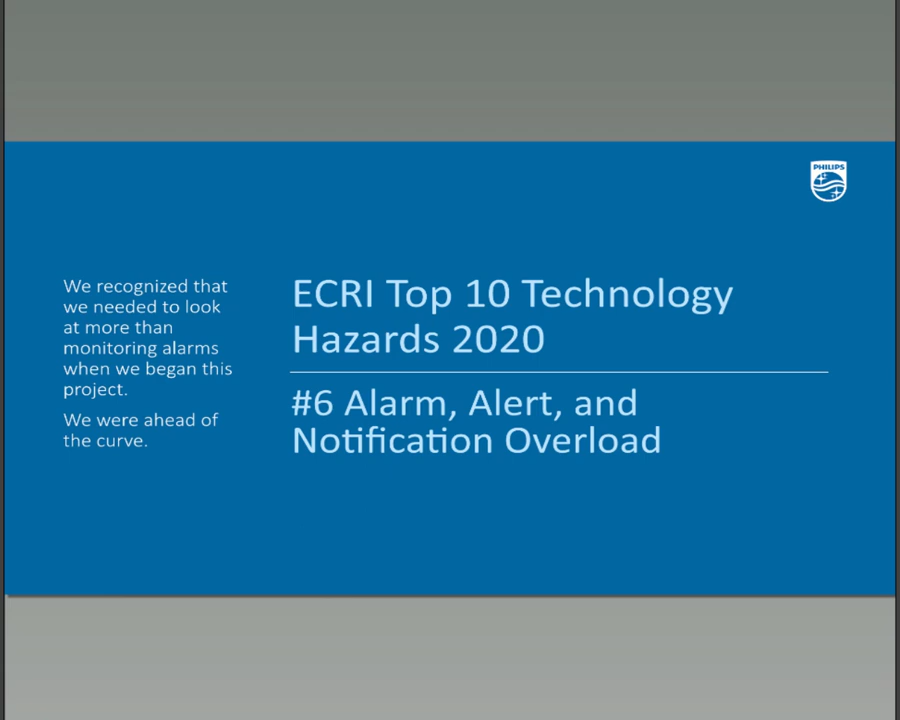 PHILIPS
We recognized that
we needed to look
at more than
monitoring alarms
when we began this
project.
We were ahead of
the curve.
ECRI Top 10 Technology
Hazards 2020
#6 Alarm, Alert, and
Notification Overload